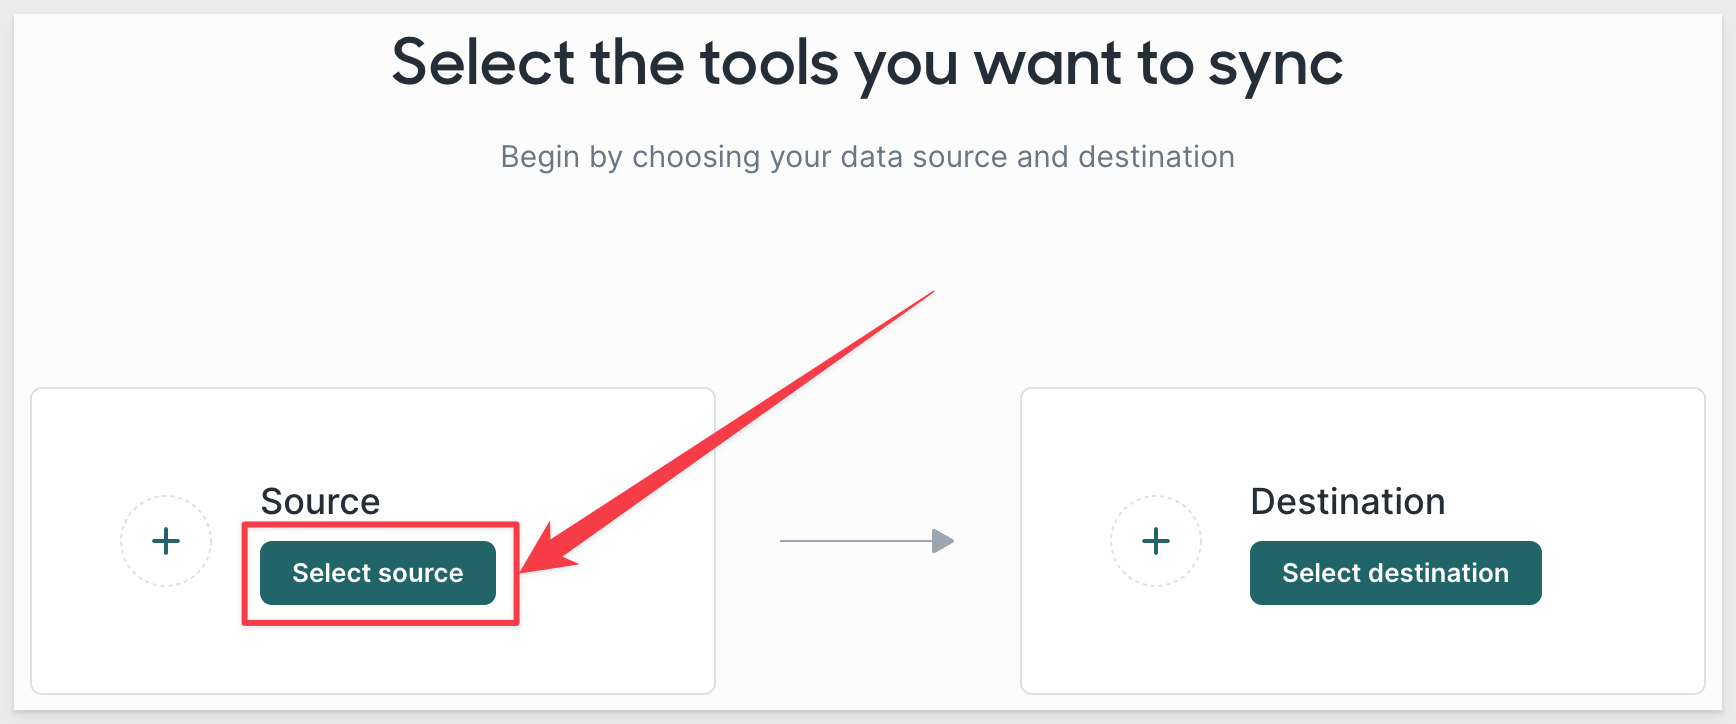 Select the tools you want to sync
Begin by choosing your data source and destination
Source
Select source
Destination
Select destination